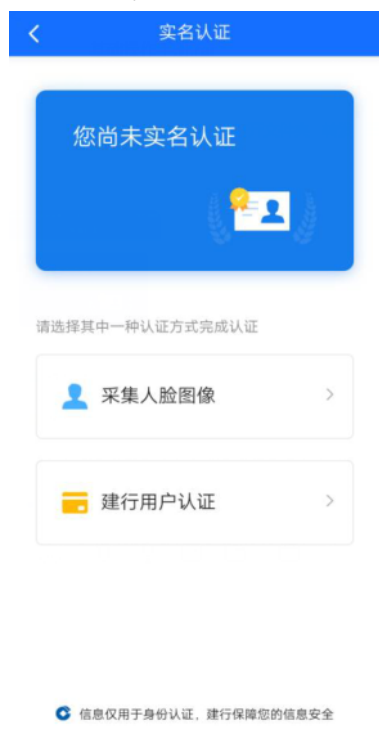 实名认证
您尚未实名认证
请选择其中一种认证方式完成认证
采集人脸图像
建行用户认证
信息仅用于身份认证，建行保障您的信息安全